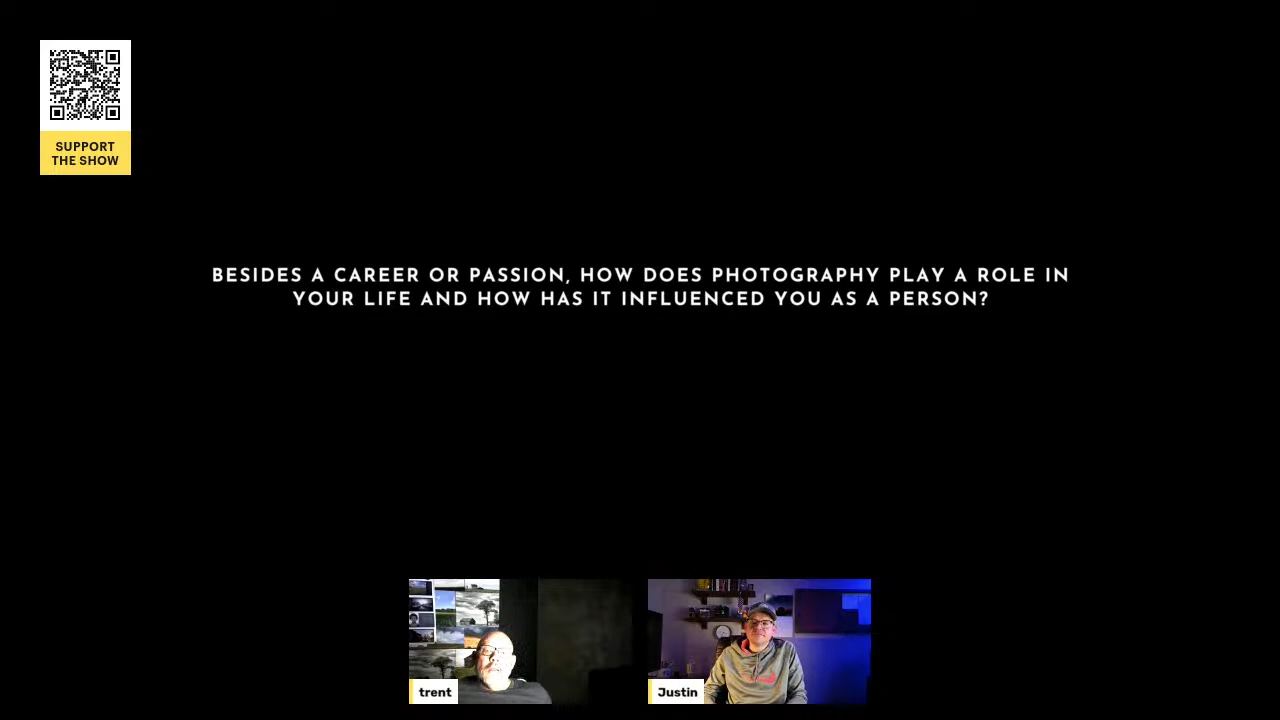 SUPPORT
THE SHOW
BESIDES A CAREER OR PASSION, HOW DOES PHOTOGRAPHY PLAY A ROLE IN
YOUR LIFE AND HOW HAS IT INFLUENCED YOU AS A PERSON?
trent
Justin